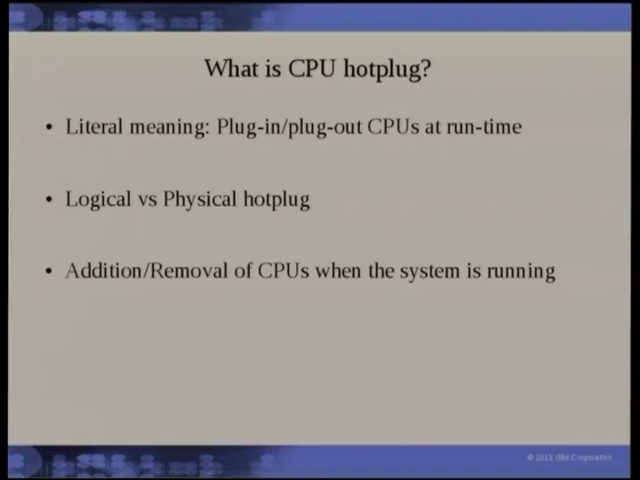 What is CPU hotplug?
• Literal meaning: Plug-in/plug-out CPUs at run-time
• Logical vs Physical hotplug
• Addition/Removal of CPUs when the system is running
© 2013 IBM Corporation